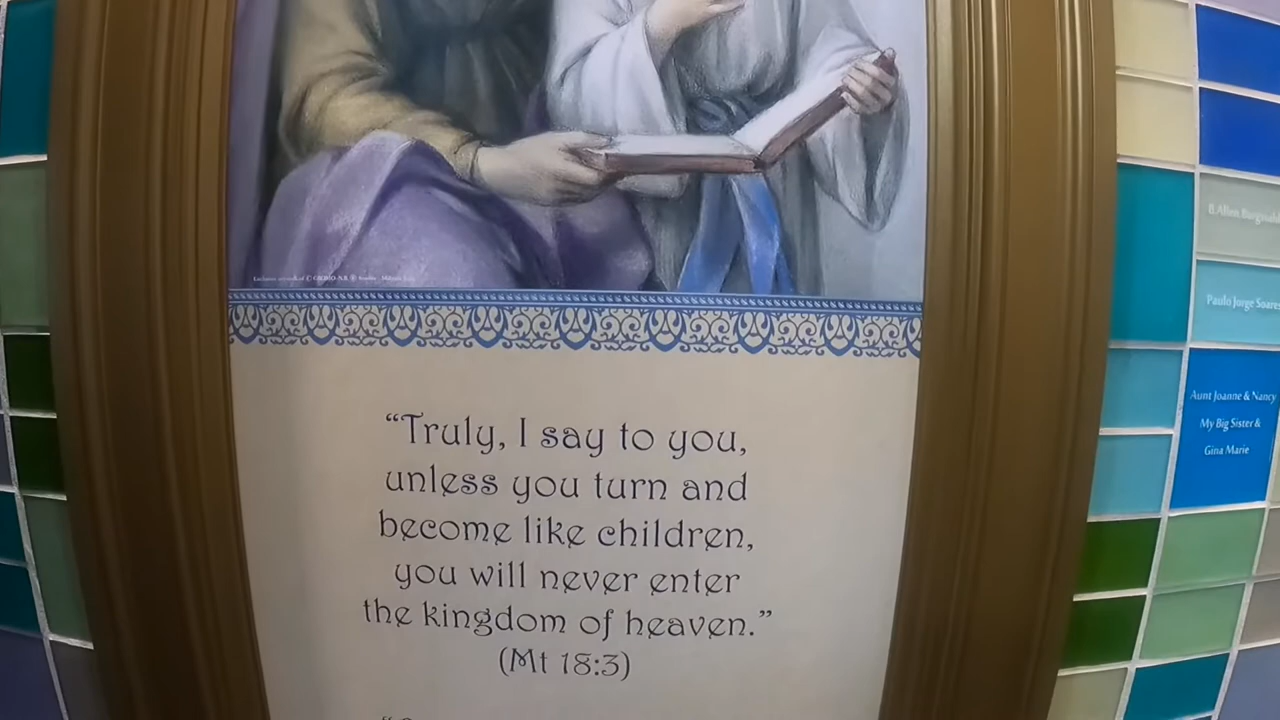 “Truly, I say to you,
unless you turn and
become like children,
you will never enter
the kingdom of heaven.”
(Mt 18:3)
B. Allen
Paulo Jorge
Aunt Joanne & Nancy
My Big Sister &
Gina Marie